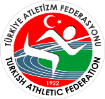 TÜRKİYE ATLETİZM FEDERASYONU
1922
TURKISH ATHLETIC FEDERATION